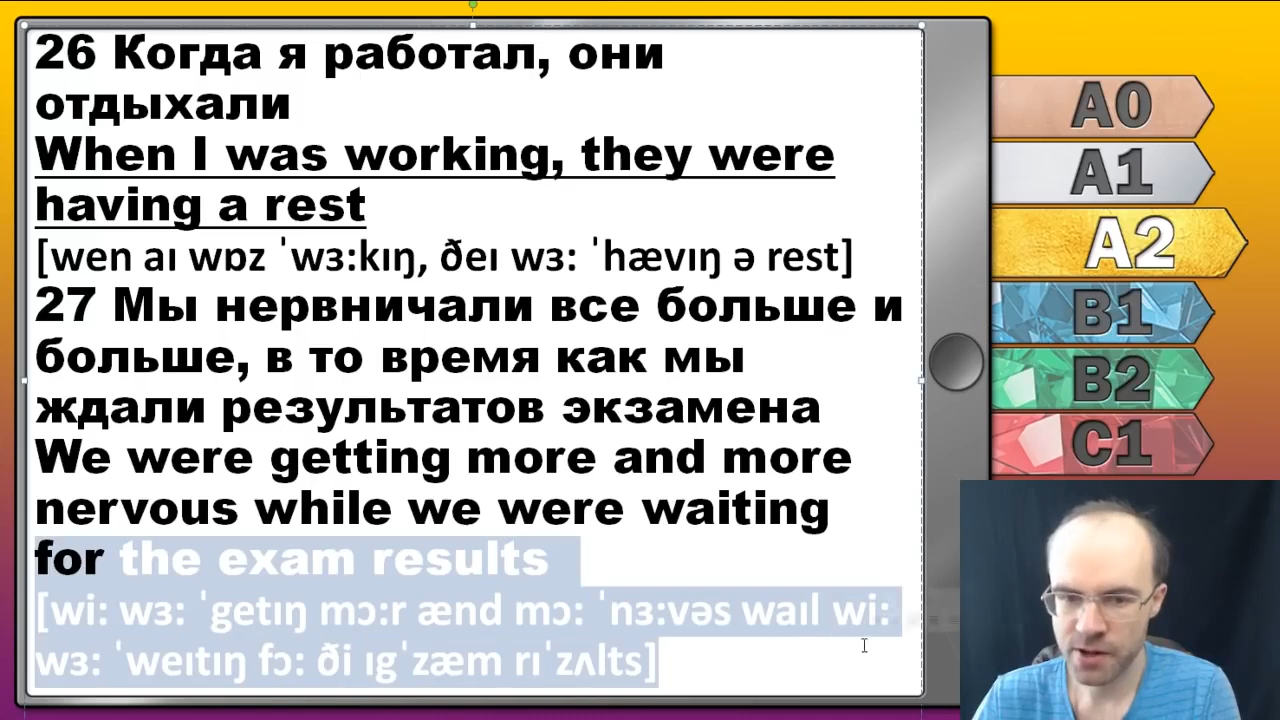 26 Когда я работал, они
отдыхали
When I was working, they were
having a rest
[wen aɪ wɒz ˈwɜ:kɪŋ, ðeɪ wɜ: ˈhævɪŋ ə rest]
27 Мы нервничали все больше и
больше, в то время как мы
ждали результатов экзамена
We were getting more and more
nervous while we were waiting
for the exam results
[wi: wɜ: ˈgetɪŋ mɔ:r ænd mɔ: ˈnɜ:vəs waɪl wi:
wɜ: ˈweɪtɪŋ fɔ: ði ɪgˈzæm rɪˈzʌlts]
A0
A1
A2
B1
B2
C1